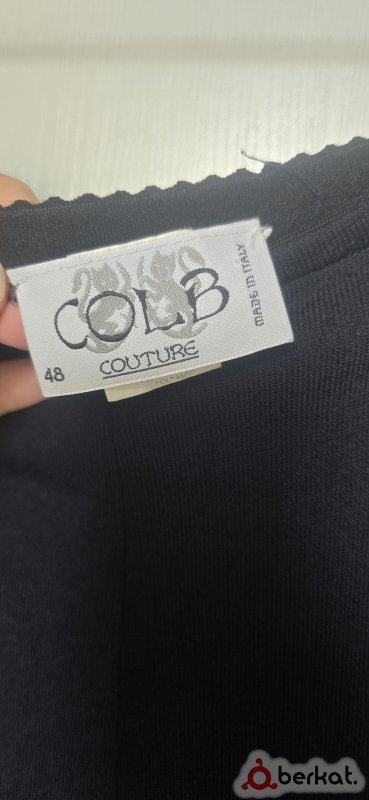 COLB
COUTURE
48
MADE IN ITALY
berkat.